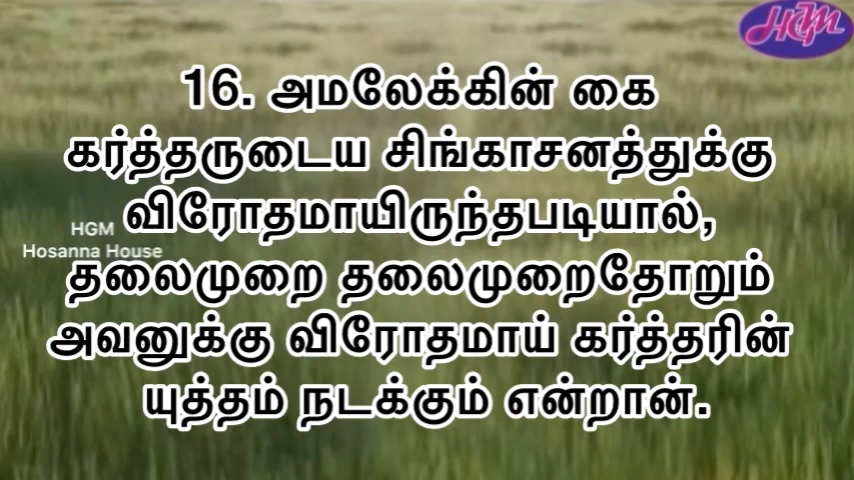 HGM
16. அமலேக்கின் கை
கர்த்தருடைய சிங்காசனத்துக்கு
விரோதமாயிருந்தபடியால்,
HGM
Hosanna House
தலைமுறை தலைமுறைதோறும்
அவனுக்கு விரோதமாய் கர்த்தரின்
யுத்தம் நடக்கும் என்றான்.